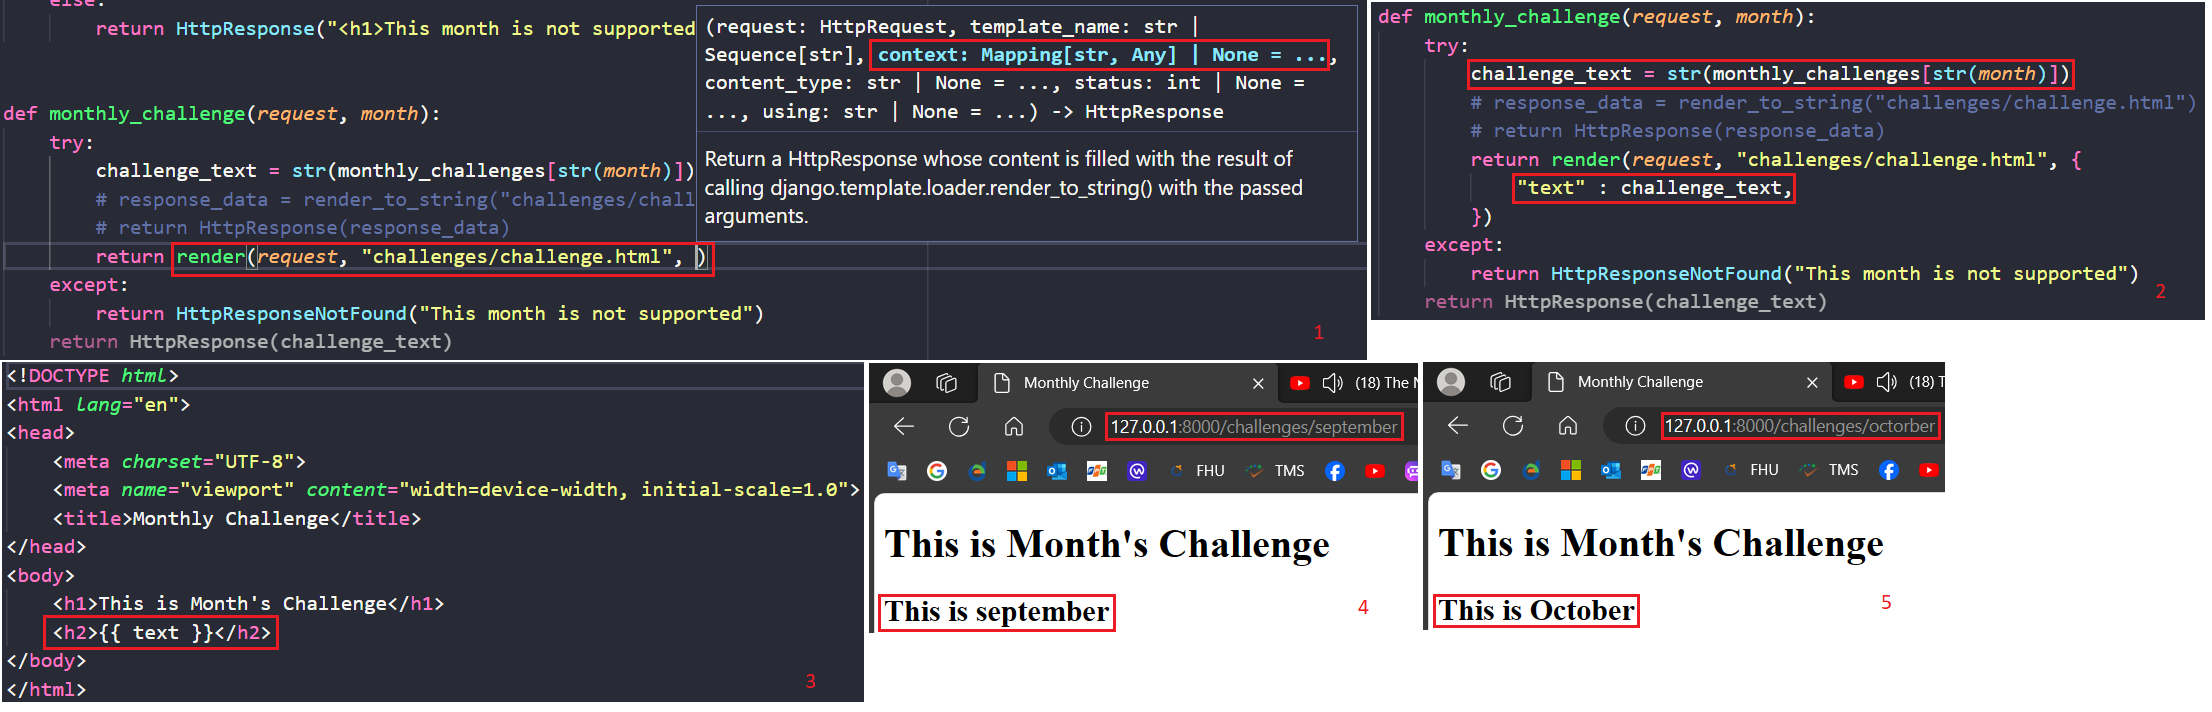 else:
return HttpResponse("<h1>This month is not supported
def monthly_challenge(request, month):
try:
challenge_text = str(monthly_challenges[str(month)])
# response_data = render_to_string("challenges/chall
# return HttpResponse(response_data)
return render(request, "challenges/challenge.html", )
except:
return HttpResponseNotFound("This month is not supported")
return HttpResponse(challenge_text)
(request: HttpRequest, template_name: str |
Sequence[str], context: Mapping[str, Any] | None = ...,
content_type: str | None = ..., status: int | None =
..., using: str | None = ...) -> HttpResponse
Return a HttpResponse whose content is filled with the result of
calling django.template.loader.render_to_string() with the passed
arguments.
1
def monthly_challenge(request, month):
try:
challenge_text = str(monthly_challenges[str(month)])
# response_data = render_to_string("challenges/challenge.html")
# return HttpResponse(response_data)
return render(request, "challenges/challenge.html", {
"text" : challenge_text,
})
except:
return HttpResponseNotFound("This month is not supported")
return HttpResponse(challenge_text)
2
<!DOCTYPE html>
<html lang="en">
<head>
<meta charset="UTF-8">
<meta name="viewport" content="width=device-width, initial-scale=1.0">
<title>Monthly Challenge</title>
</head>
<body>
<h1>This is Month's Challenge</h1>
<h2>{{ text }}</h2>
</body>
</html>
3
Monthly Challenge
(18) The N
127.0.0.1:8000/challenges/september
FHU
TMS
This is Month's Challenge
This is september
4
Monthly Challenge
(18) T
127.0.0.1:8000/challenges/octorber
FHU
TMS
This is Month's Challenge
This is October
5